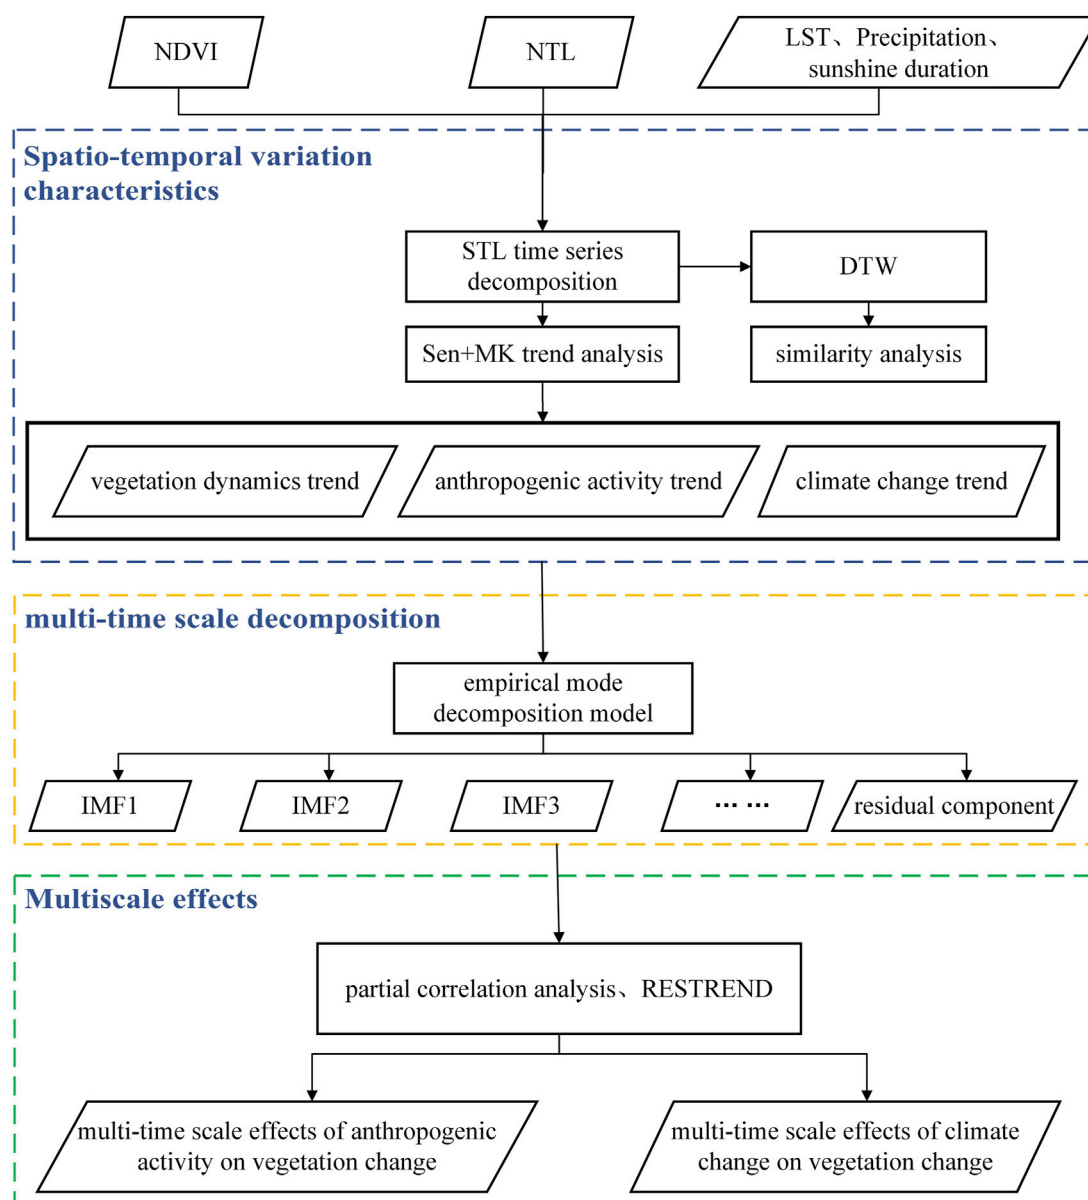 NDVI
NTL
LST、Precipitation、
sunshine duration
Spatio-temporal variation
characteristics
STL time series
decomposition
DTW
Sen+MK trend analysis
similarity analysis
vegetation dynamics trend
anthropogenic activity trend
climate change trend
multi-time scale decomposition
empirical mode
decomposition model
IMF1
IMF2
IMF3
... ...
residual component
Multiscale effects
partial correlation analysis、RESTREND
multi-time scale effects of anthropogenic
activity on vegetation change
multi-time scale effects of climate
change on vegetation change